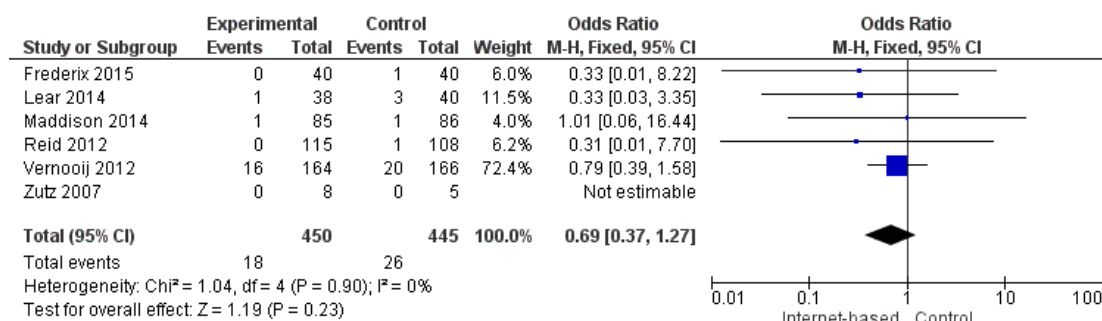 Experimental Control Odds Ratio Odds Ratio
Study or Subgroup Events Total Events Total Weight M-H, Fixed, 95% CI M-H, Fixed, 95% CI
Frederix 2015 0 40 1 40 6.0% 0.33 [0.01, 8.22]
Lear 2014 1 38 3 40 11.5% 0.33 [0.03, 3.35]
Maddison 2014 1 85 1 86 4.0% 1.01 [0.06, 16.44]
Reid 2012 0 115 1 108 6.2% 0.31 [0.01, 7.70]
Vernooij 2012 16 164 20 166 72.4% 0.79 [0.39, 1.58]
Zutz 2007 0 8 0 5 Not estimable
Total (95% CI) 450 445 100.0% 0.69 [0.37, 1.27]
Total events 18 26
Heterogeneity: Chi² = 1.04, df = 4 (P = 0.90); I² = 0%
Test for overall effect: Z = 1.19 (P = 0.23)
0.01 0.1 1 10 100
Internet-based Control